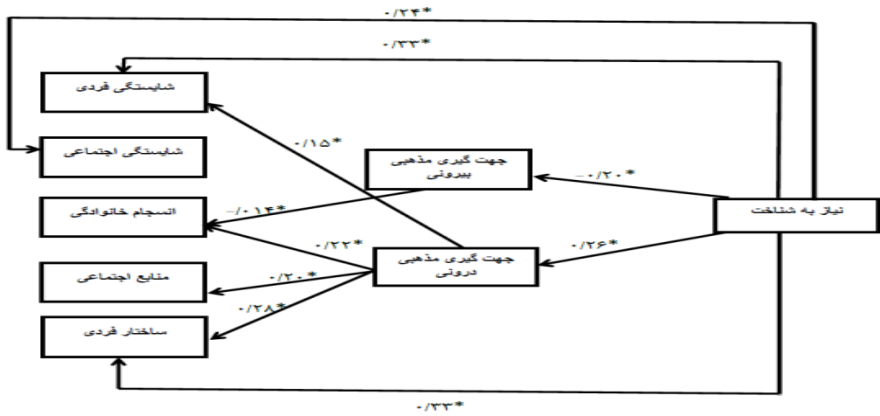 ۰/۲۴*
۰/۳۳*
شایستگی فردی
۰/۱۵*
شایستگی اجتماعی
جهت گیری مذهبی
بیرونی
-۰/۲۰*
انسجام خانوادگی
-/۰۱۴*
نیاز به شناخت
۰/۲۲*
جهت گیری مذهبی
درونی
۰/۲۶*
منابع اجتماعی
۰/۲۰*
۰/۲۸*
ساختار فردی
۰/۳۳*